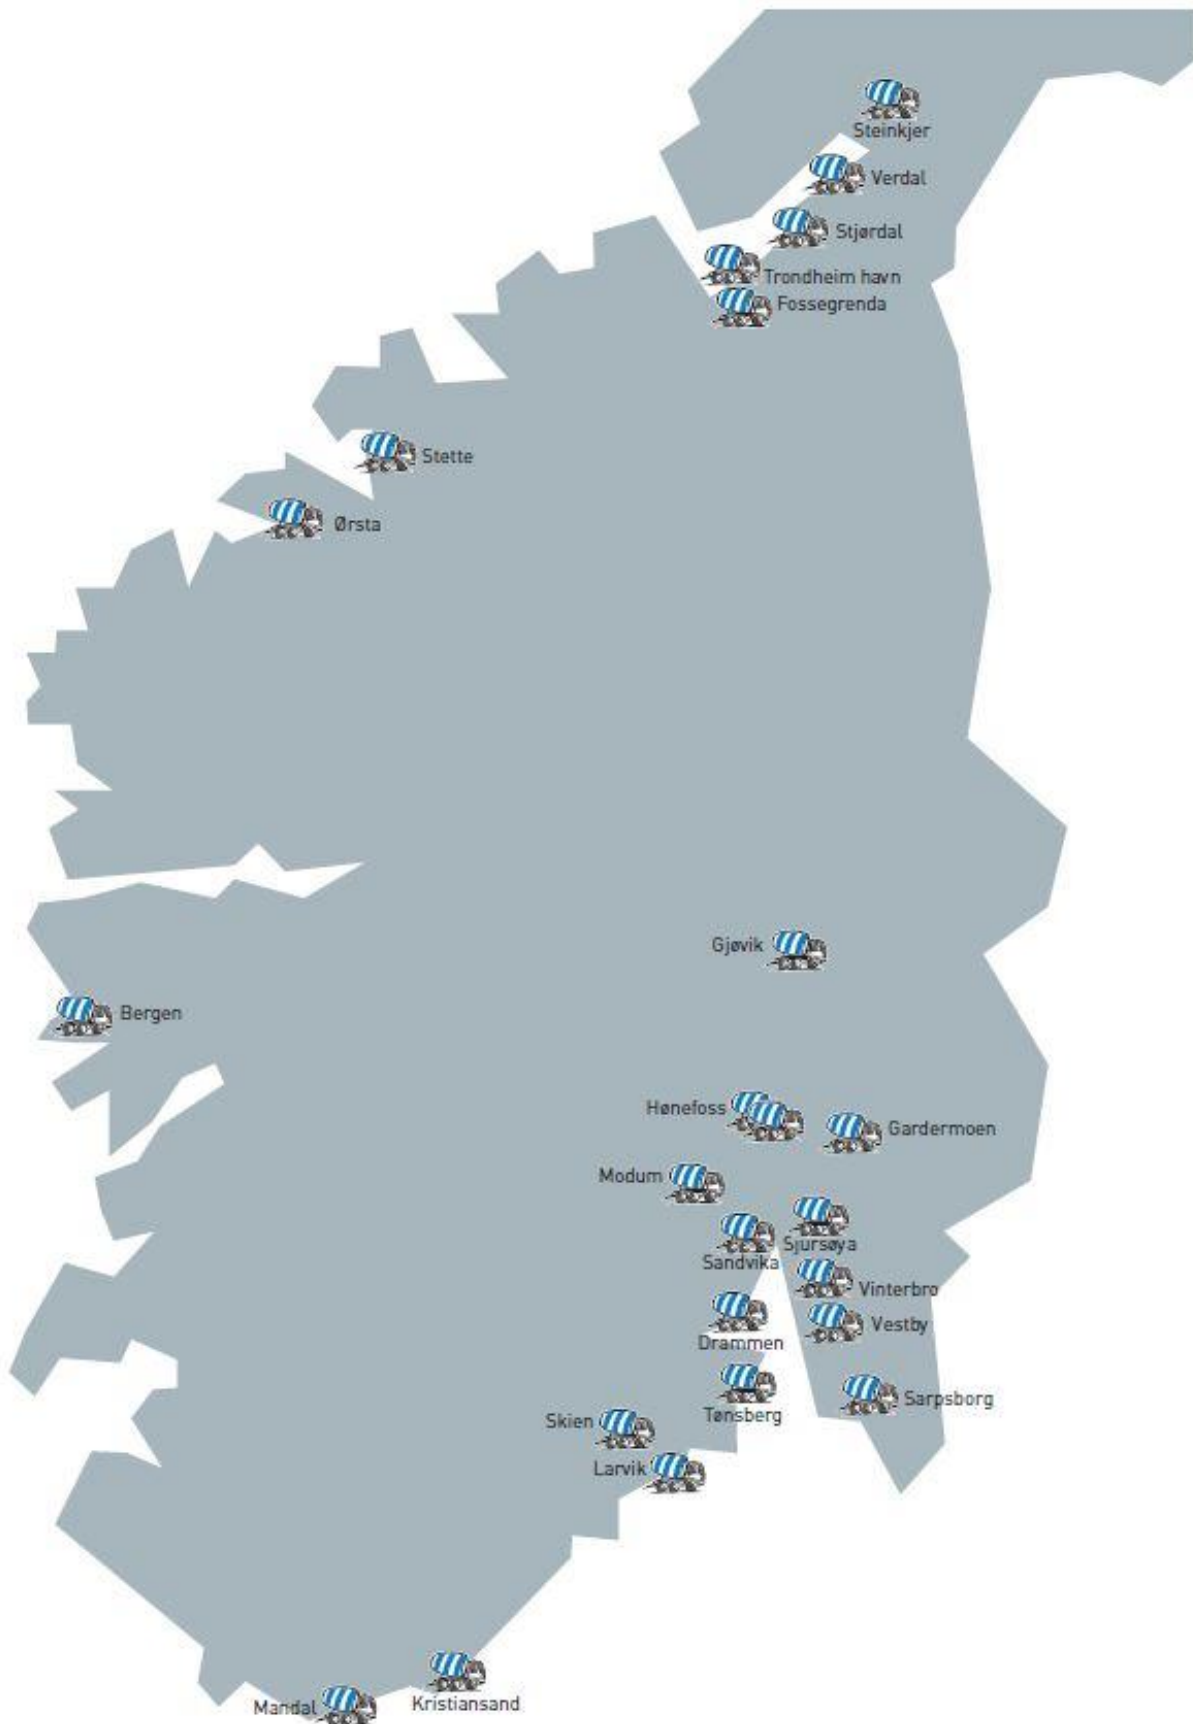 Steinkjer
Verdal
Stjørdal
Trondheim havn
Fossegrenda
Stette
Ørsta
Gjøvik
Bergen
Hønefoss
Gardermoen
Modum
Sjursøya
Sandvika
Vinterbro
Vestby
Drammen
Sarpsborg
Tønsberg
Skien
Larvik
Kristiansand
Mandal